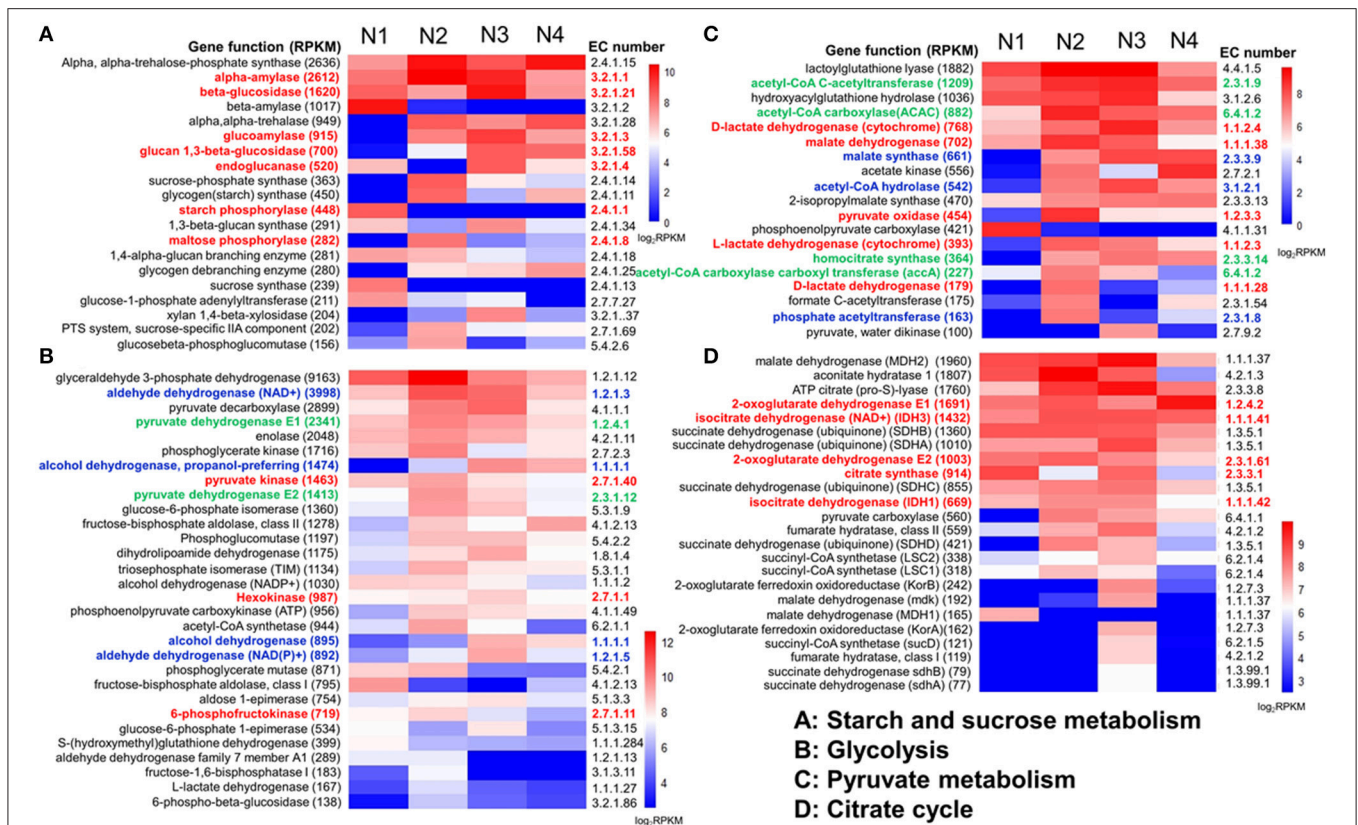 A
N1 N2 N3 N4
Gene function (RPKM) EC number
Alpha, alpha-trehalose-phosphate synthase (2636) 2.4.1.15
alpha-amylase (2612) 3.2.1.1
beta-glucosidase (1620) 3.2.1.21
beta-amylase (1017) 3.2.1.2
alpha,alpha-trehalase (949) 3.2.1.28
glucoamylase (915) 3.2.1.3
glucan 1,3-beta-glucosidase (700) 3.2.1.58
endoglucanase (520) 3.2.1.4
sucrose-phosphate synthase (363) 2.4.1.14
glycogen(starch) synthase (450) 2.4.1.11
starch phosphorylase (448) 2.4.1.1
1,3-beta-glucan synthase (291) 2.4.1.34
maltose phosphorylase (282) 2.4.1.8
1,4-alpha-glucan branching enzyme (281) 2.4.1.18
glycogen debranching enzyme (280) 2.4.1.25
sucrose synthase (239) 2.4.1.13
glucose-1-phosphate adenylyltransferase (211) 2.7.7.27
xylan 1,4-beta-xylosidase (204) 3.2.1..37
PTS system, sucrose-specific IIA component (202) 2.7.1.69
glucosebeta-phosphoglucomutase (156) 5.4.2.6
10
8
6
4
2
0
log2RPKM
B
glyceraldehyde 3-phosphate dehydrogenase (9163) 1.2.1.12
aldehyde dehydrogenase (NAD+) (3998) 1.2.1.3
pyruvate decarboxylase (2899) 4.1.1.1
pyruvate dehydrogenase E1 (2341) 1.2.4.1
enolase (2048) 4.2.1.11
phosphoglycerate kinase (1716) 2.7.2.3
alcohol dehydrogenase, propanol-preferring (1474) 1.1.1.1
pyruvate kinase (1463) 2.7.1.40
pyruvate dehydrogenase E2 (1413) 2.3.1.12
glucose-6-phosphate isomerase (1360) 5.3.1.9
fructose-bisphosphate aldolase, class II (1278) 4.1.2.13
Phosphoglucomutase (1197) 5.4.2.2
dihydrolipoamide dehydrogenase (1175) 1.8.1.4
triosephosphate isomerase (TIM) (1134) 5.3.1.1
alcohol dehydrogenase (NADP+) (1030) 1.1.1.2
Hexokinase (987) 2.7.1.1
phosphoenolpyruvate carboxykinase (ATP) (956) 4.1.1.49
acetyl-CoA synthetase (944) 6.2.1.1
alcohol dehydrogenase (895) 1.1.1.1
aldehyde dehydrogenase (NAD(P)+) (892) 1.2.1.5
phosphoglycerate mutase (871) 5.4.2.1
fructose-bisphosphate aldolase, class I (795) 4.1.2.13
aldose 1-epimerase (754) 5.1.3.3
6-phosphofructokinase (719) 2.7.1.11
glucose-6-phosphate 1-epimerase (534) 5.1.3.15
S-(hydroxymethyl)glutathione dehydrogenase (399) 1.1.1.284
aldehyde dehydrogenase family 7 member A1 (289) 1.2.1.13
fructose-1,6-bisphosphatase I (183) 3.1.3.11
L-lactate dehydrogenase (167) 1.1.1.27
6-phospho-beta-glucosidase (138) 3.2.1.86
12
10
8
6
4
log2RPKM
C
N1 N2 N3 N4
Gene function (RPKM) EC number
lactoylglutathione lyase (1882) 4.4.1.5
acetyl-CoA C-acetyltransferase (1209) 2.3.1.9
hydroxyacylglutathione hydrolase (1036) 3.1.2.6
acetyl-CoA carboxylase(ACAC) (882) 6.4.1.2
D-lactate dehydrogenase (cytochrome) (768) 1.1.2.4
malate dehydrogenase (702) 1.1.1.38
malate synthase (661) 2.3.3.9
acetate kinase (556) 2.7.2.1
acetyl-CoA hydrolase (542) 3.1.2.1
2-isopropylmalate synthase (470) 2.3.3.13
pyruvate oxidase (454) 1.2.3.3
phosphoenolpyruvate carboxylase (421) 4.1.1.31
L-lactate dehydrogenase (cytochrome) (393) 1.1.2.3
homocitrate synthase (364) 2.3.3.14
acetyl-CoA carboxylase carboxyl transferase (accA) (227) 6.4.1.2
D-lactate dehydrogenase (179) 1.1.1.28
formate C-acetyltransferase (175) 2.3.1.54
phosphate acetyltransferase (163) 2.3.1.8
pyruvate, water dikinase (100) 2.7.9.2
8
6
4
2
0
log2RPKM
D
malate dehydrogenase (MDH2) (1960) 1.1.1.37
aconitate hydratase 1 (1807) 4.2.1.3
ATP citrate (pro-S)-lyase (1760) 2.3.3.8
2-oxoglutarate dehydrogenase E1 (1691) 1.2.4.2
isocitrate dehydrogenase (NAD+) (IDH3) (1432) 1.1.1.41
succinate dehydrogenase (ubiquinone) (SDHB) (1360) 1.3.5.1
succinate dehydrogenase (ubiquinone) (SDHA) (1010) 1.3.5.1
2-oxoglutarate dehydrogenase E2 (1003) 2.3.1.61
citrate synthase (914) 2.3.3.1
succinate dehydrogenase (ubiquinone) (SDHC) (855) 1.3.5.1
isocitrate dehydrogenase (IDH1) (669) 1.1.1.42
pyruvate carboxylase (560) 6.4.1.1
fumarate hydratase, class II (559) 4.2.1.2
succinate dehydrogenase (ubiquinone) (SDHD) (421) 1.3.5.1
succinyl-CoA synthetase (LSC2) (338) 6.2.1.4
succinyl-CoA synthetase (LSC1) (318) 6.2.1.4
2-oxoglutarate ferredoxin oxidoreductase (KorB) (242) 1.2.7.3
malate dehydrogenase (mdk) (192) 1.1.1.37
malate dehydrogenase (MDH1) (165) 1.1.1.37
2-oxoglutarate ferredoxin oxidoreductase (KorA)(162) 1.2.7.3
succinyl-CoA synthetase (sucD) (121) 6.2.1.5
fumarate hydratase, class I (119) 4.2.1.2
succinate dehydrogenase sdhB) (79) 1.3.99.1
succinate dehydrogenase (sdhA) (77) 1.3.99.1
9
8
7
6
5
4
3
log2RPKM
A: Starch and sucrose metabolism
B: Glycolysis
C: Pyruvate metabolism
D: Citrate cycle